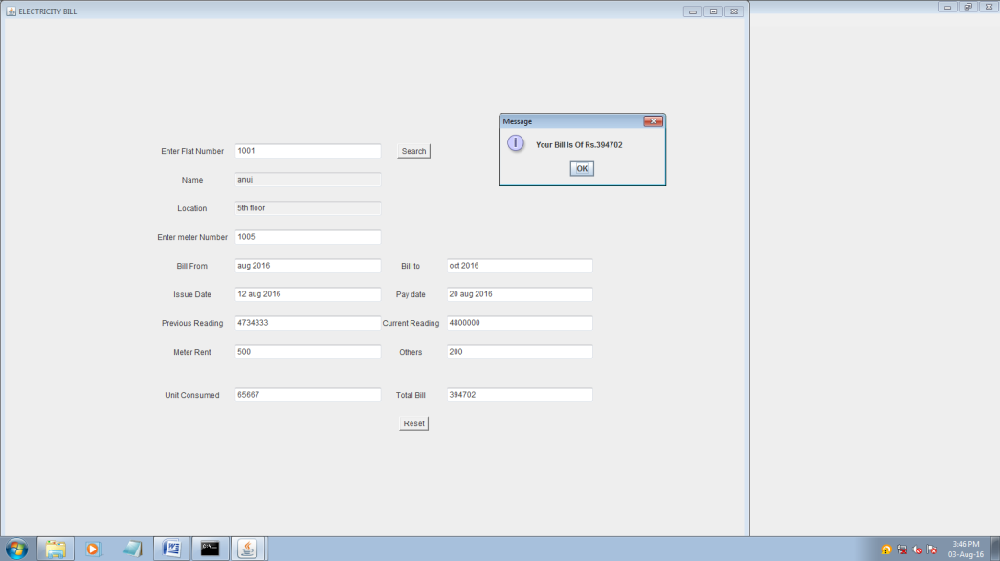 ELECTRICITY BILL
Message
Your Bill Is Of Rs.394702
OK
Enter Flat Number 1001 Search
Name anuj
Location 5th floor
Enter meter Number 1005
Bill From aug 2016 Bill to oct 2016
Issue Date 12 aug 2016 Pay date 20 aug 2016
Previous Reading 4734333 Current Reading 4800000
Meter Rent 500 Others 200
Unit Consumed 65667 Total Bill 394702
Reset
3:46 PM
03-Aug-16